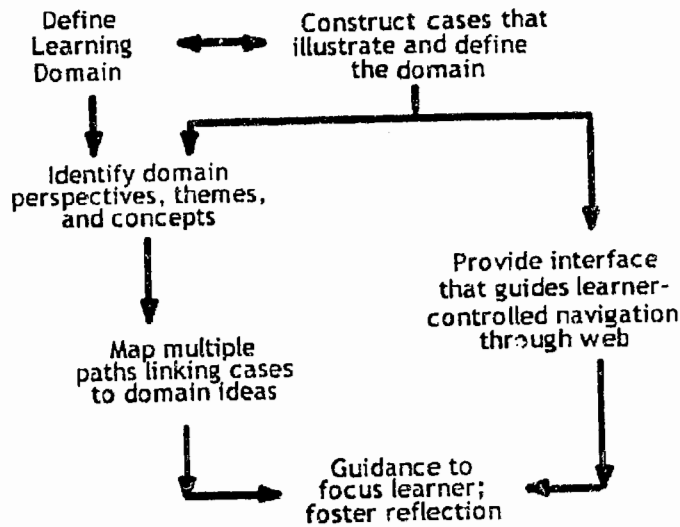 Define
Learning
Domain
Construct cases that
illustrate and define
the domain
Identify domain
perspectives, themes,
and concepts
Provide interface
that guides learner-
controlled navigation
through web
Map multiple
paths linking cases
to domain ideas
Guidance to
focus learner;
foster reflection